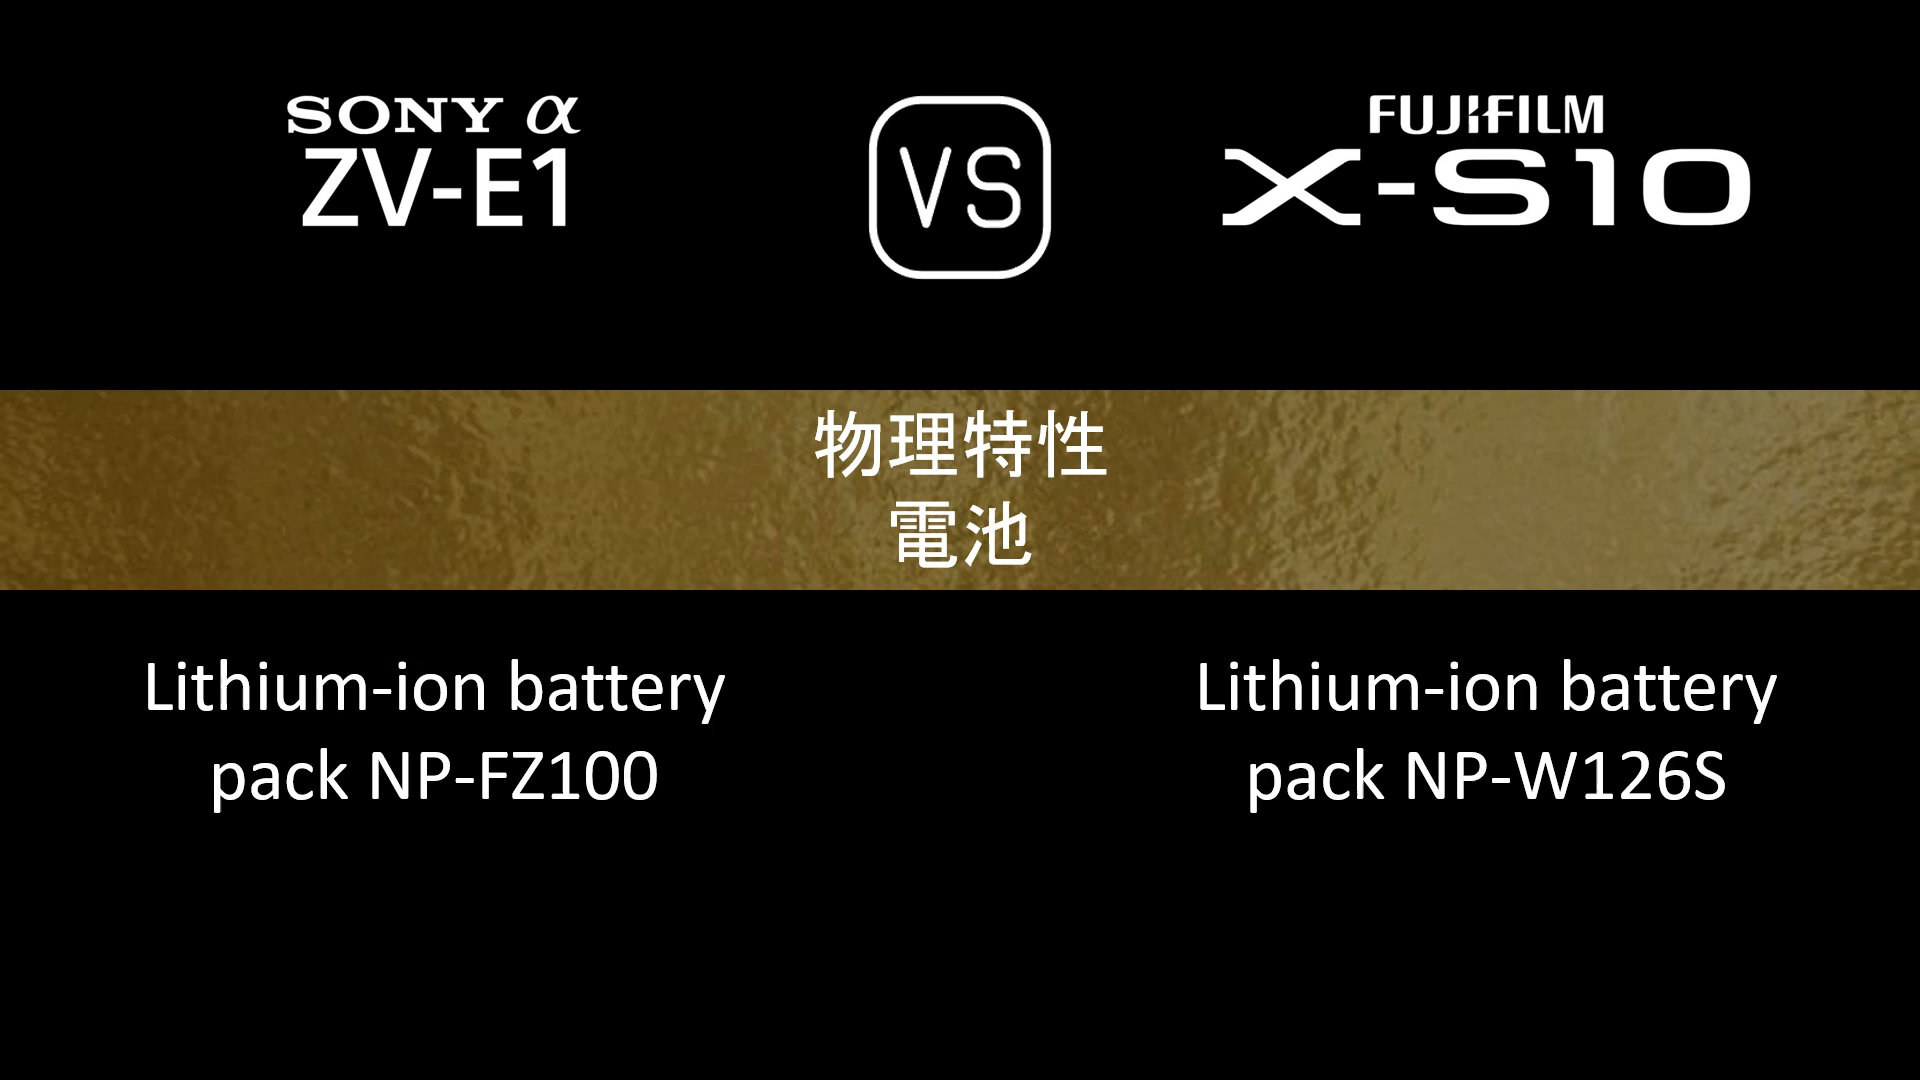 SONY α
ZV-E1
VS
FUJIFILM
X-S10
物理特性
電池
Lithium-ion battery
pack NP-FZ100
Lithium-ion battery
pack NP-W126S